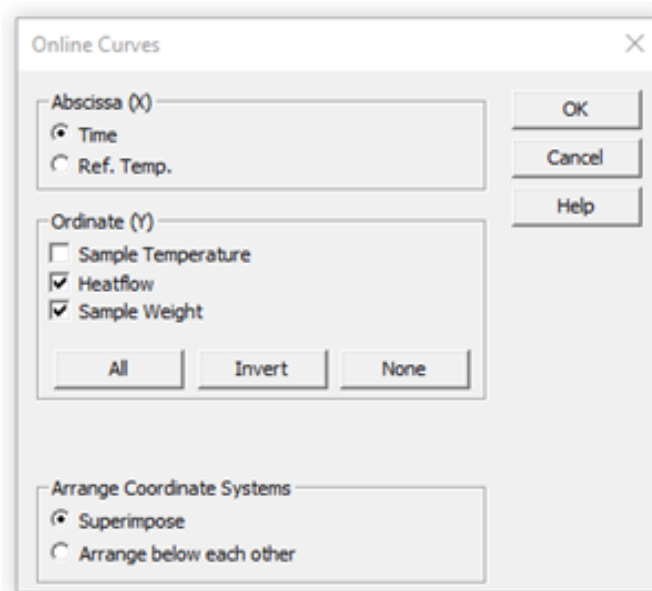 Online Curves
Abscissa (X)
Time
Ref. Temp.
OK
Cancel
Help
Ordinate (Y)
Sample Temperature
Heatflow
Sample Weight
All
Invert
None
Arrange Coordinate Systems
Superimpose
Arrange below each other